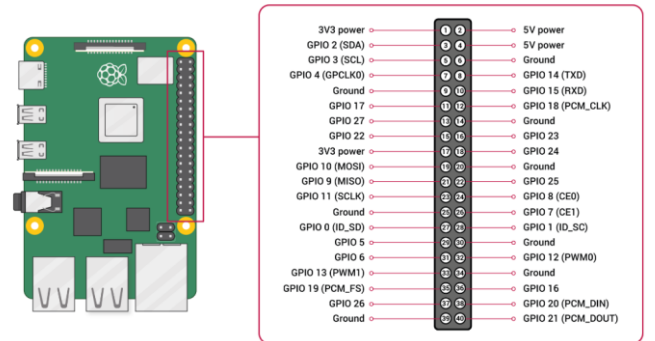 3V3 power 1 2 5V power
GPIO 2 (SDA) 3 4 5V power
GPIO 3 (SCL) 5 6 Ground
GPIO 4 (GPCLK0) 7 8 GPIO 14 (TXD)
Ground 9 10 GPIO 15 (RXD)
GPIO 17 11 12 GPIO 18 (PCM_CLK)
GPIO 27 13 14 Ground
GPIO 22 15 16 GPIO 23
3V3 power 17 18 GPIO 24
GPIO 10 (MOSI) 19 20 Ground
GPIO 9 (MISO) 21 22 GPIO 25
GPIO 11 (SCLK) 23 24 GPIO 8 (CE0)
Ground 25 26 GPIO 7 (CE1)
GPIO 0 (ID_SD) 27 28 GPIO 1 (ID_SC)
GPIO 5 29 30 Ground
GPIO 6 31 32 GPIO 12 (PWM0)
GPIO 13 (PWM1) 33 34 Ground
GPIO 19 (PCM_FS) 35 36 GPIO 16
GPIO 26 37 38 GPIO 20 (PCM_DIN)
Ground 39 40 GPIO 21 (PCM_DOUT)